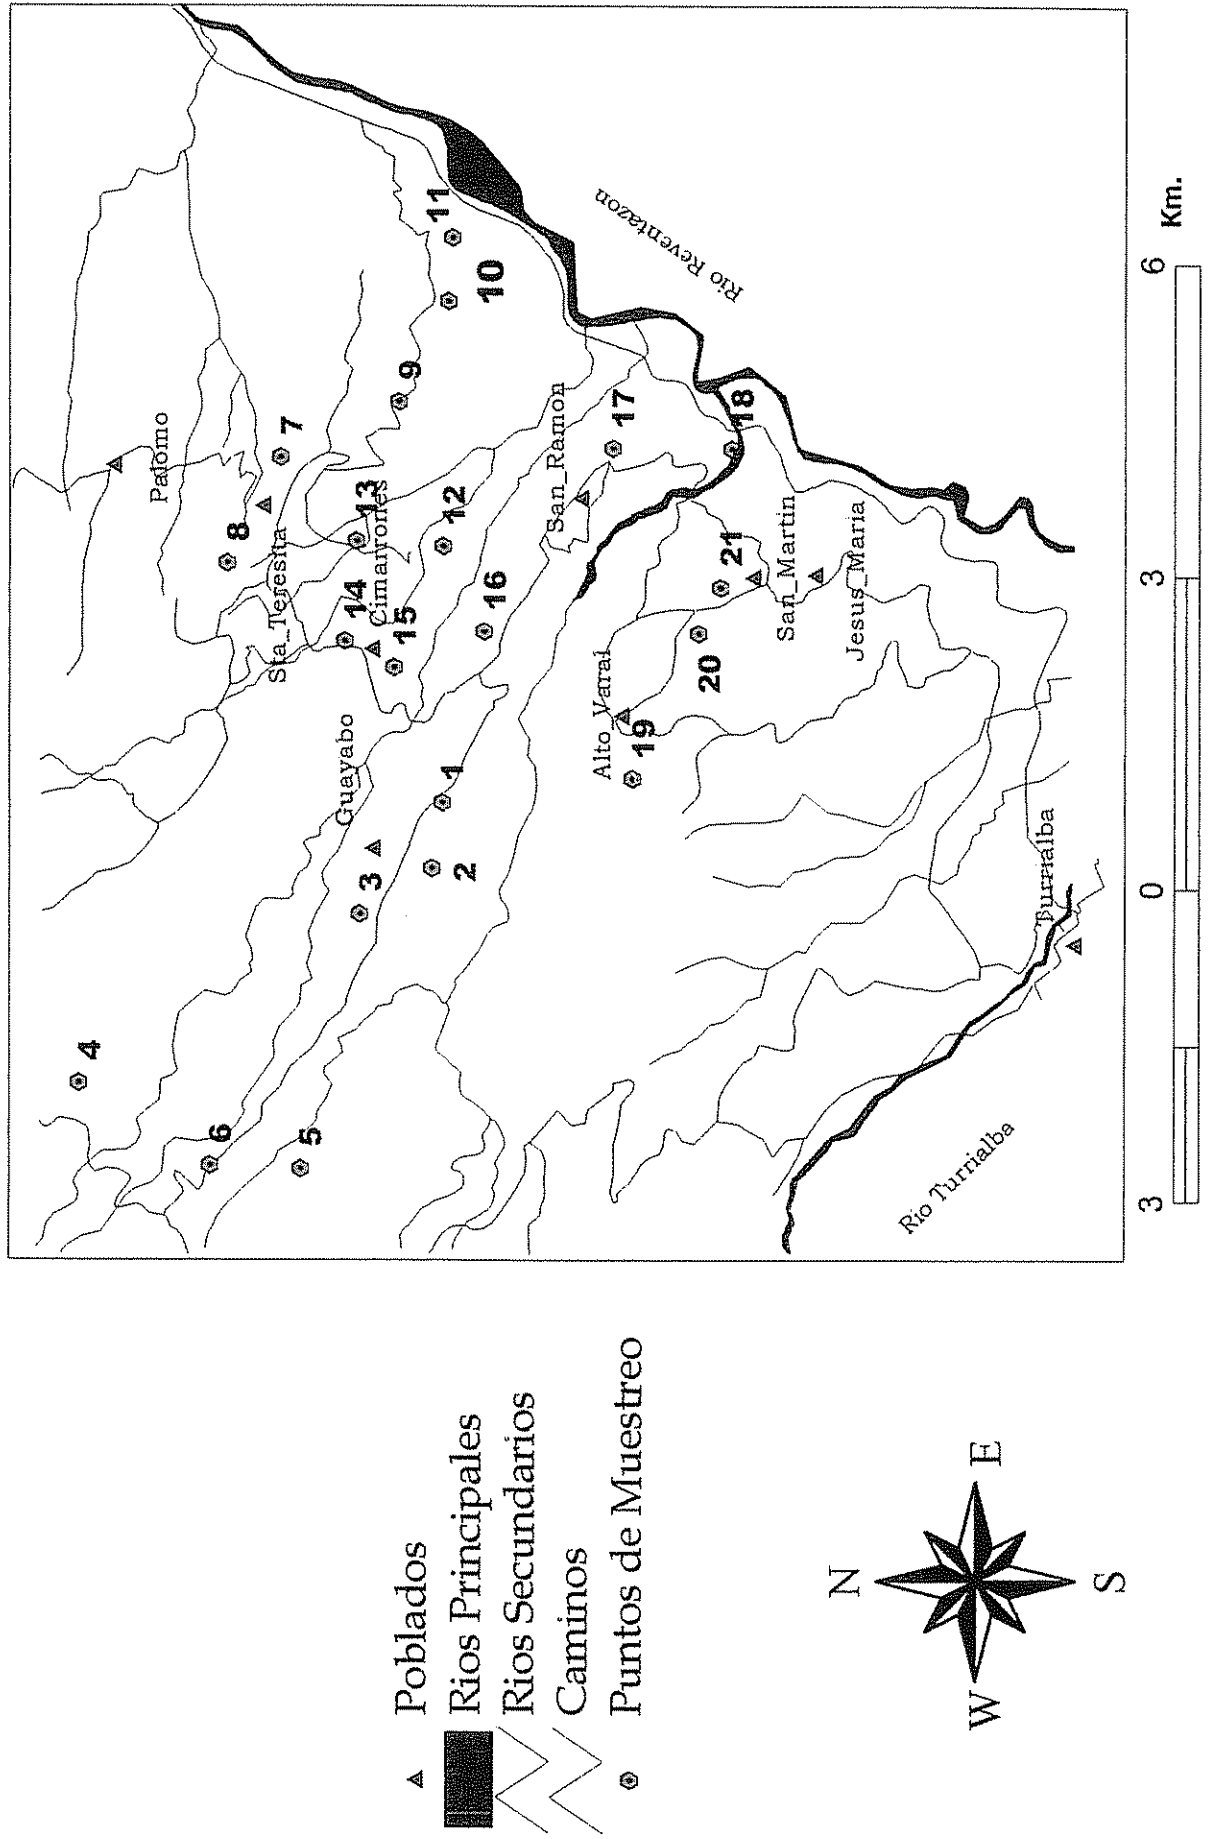 Palomo
8
7
Sta_Teresita
11
10
9
13
Cimarrones
14
15
12
16
Guayabo
3
1
2
4
6
5
San_Ramon
17
Rio Reventazon
18
21
San_Martin
Jesus_Maria
20
Alto_Varal
19
Turrialba
Rio Turrialba
3
0
3
6
Km.
Poblados
Rios Principales
Rios Secundarios
Caminos
Puntos de Muestreo
N
W
E
S